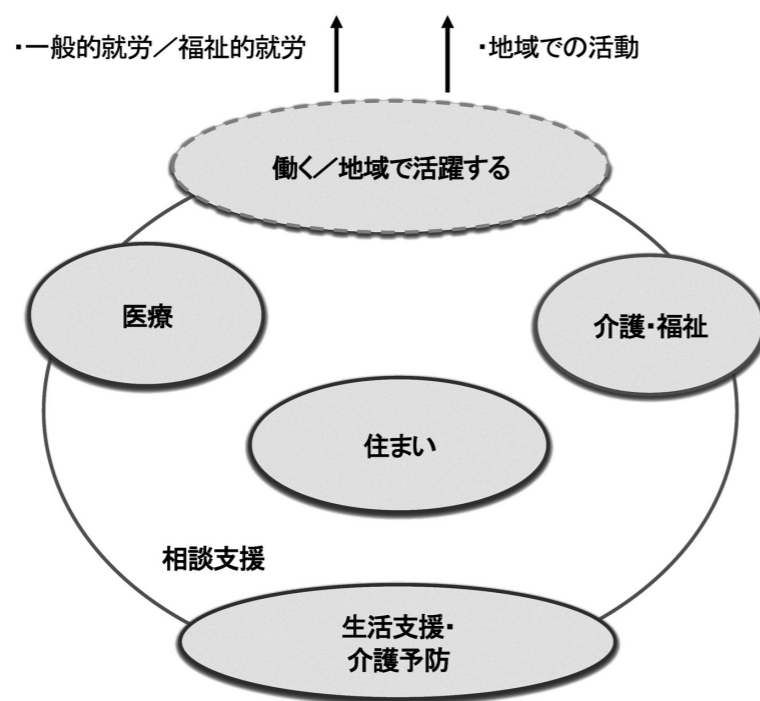 ・一般的就労／福祉的就労
・地域での活動
働く／地域で活躍する
医療
介護・福祉
住まい
相談支援
生活支援・
介護予防